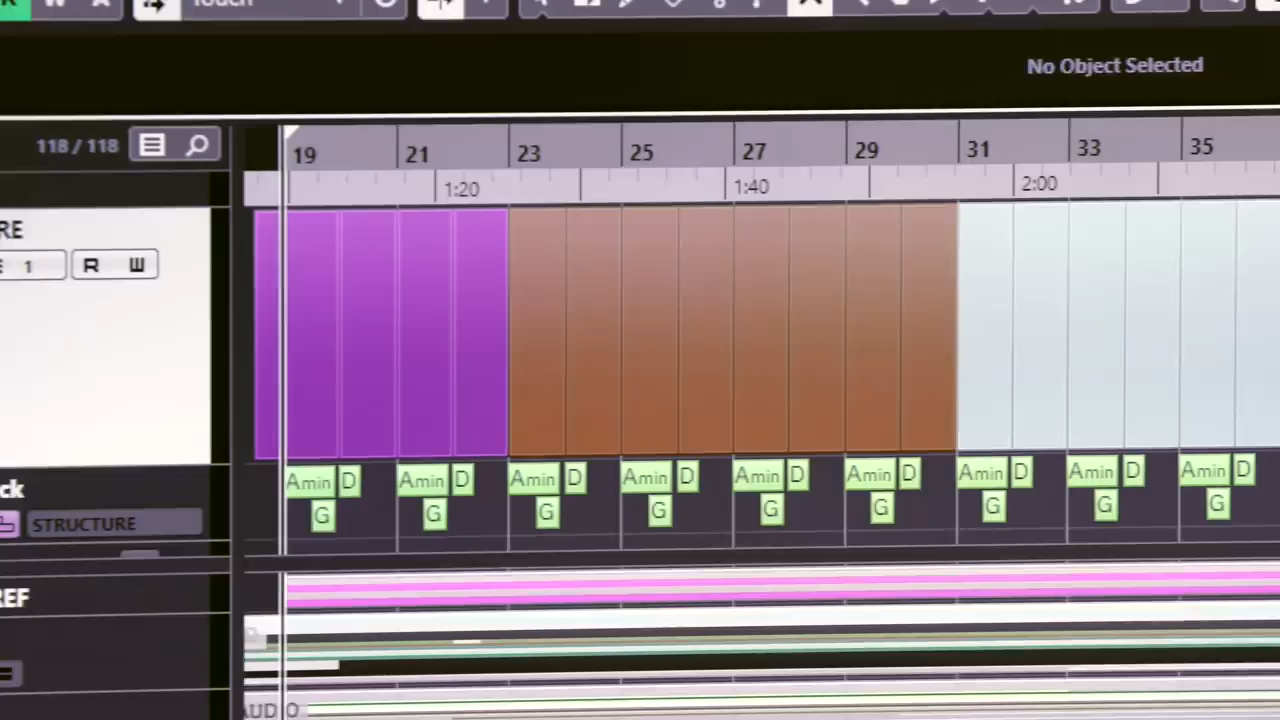 Touch
No Object Selected
118 / 118
19 21 23 25 27 29 31 33 35
1:20 1:40 2:00
RE
1
R W
Amin D Amin D Amin D Amin D Amin D Amin D Amin D Amin D Amin D
G G G G G G G G G
ck
STRUCTURE
REF
AUDIO